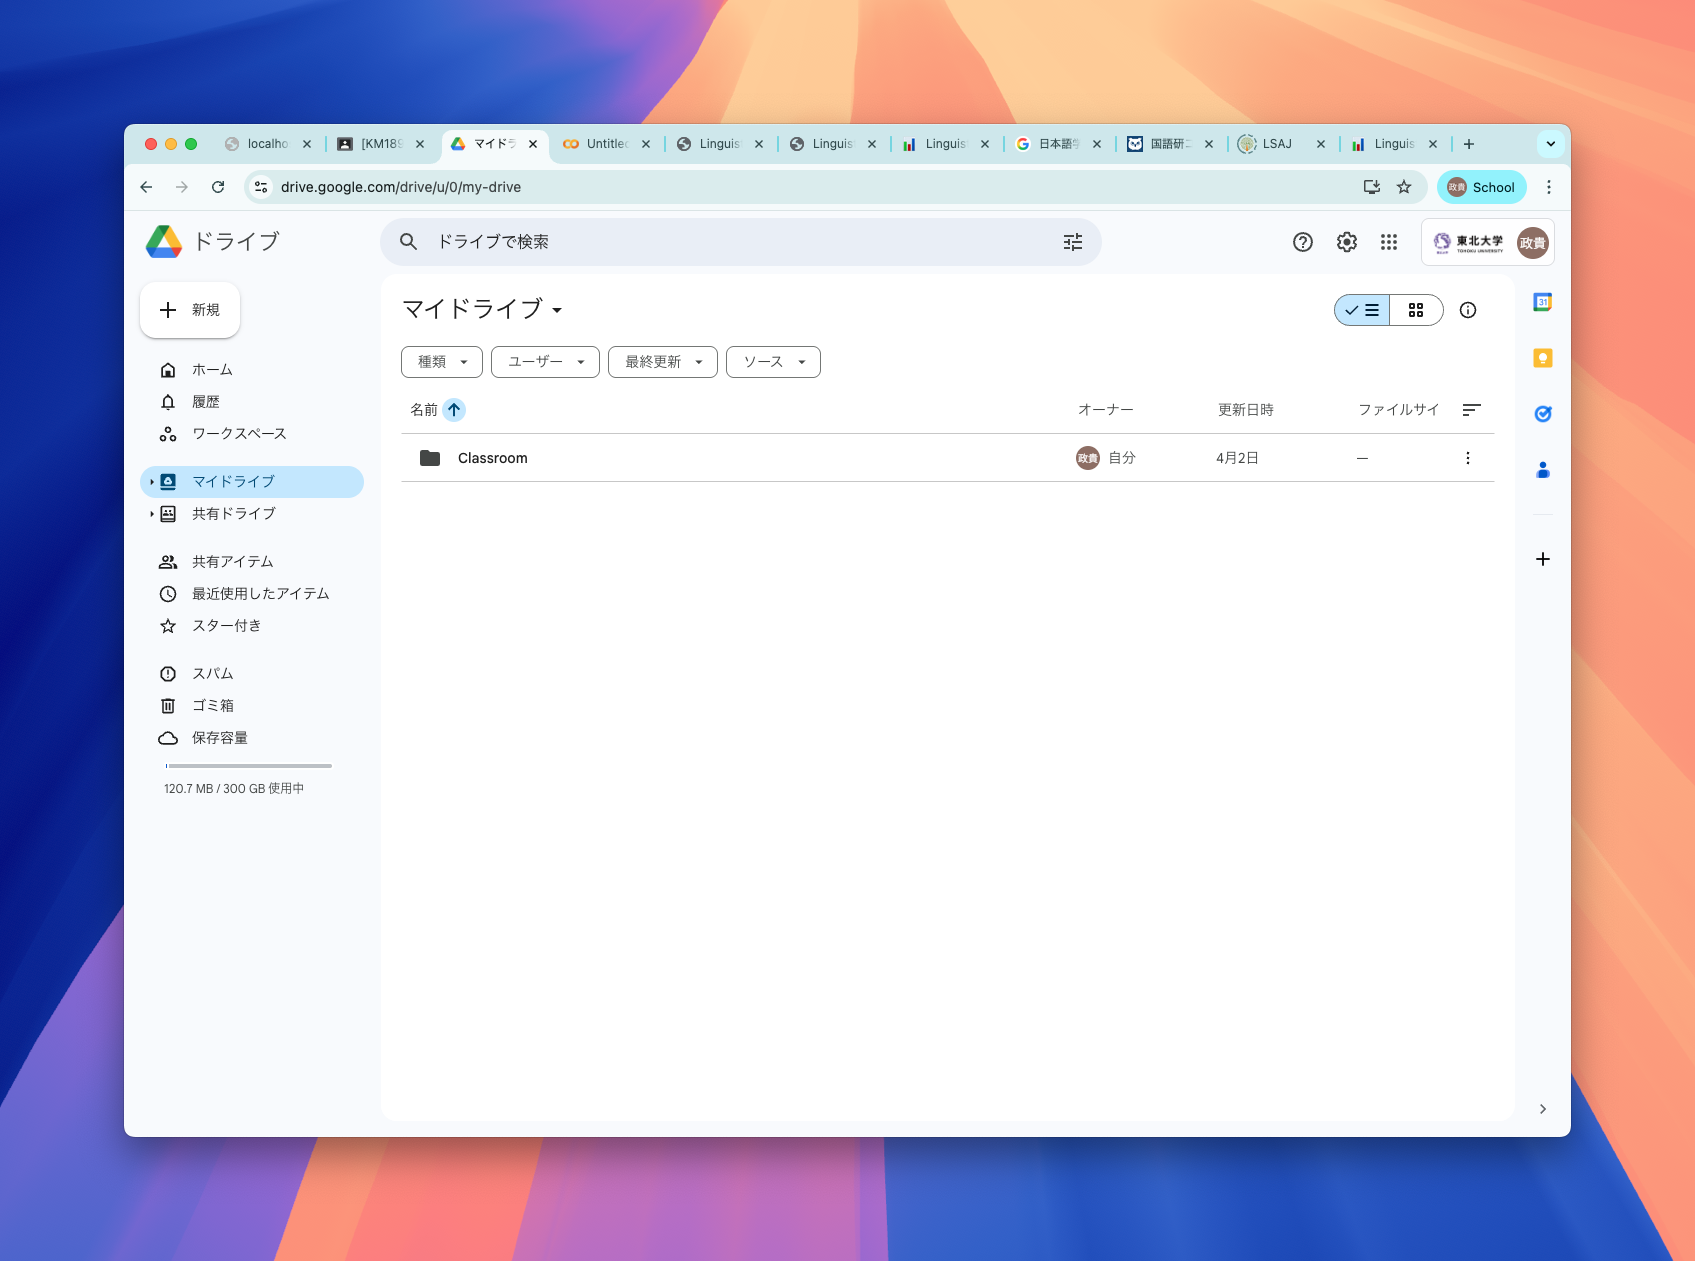 localho
[KM189
マイドラ
Untitled
Linguis
Linguis
Linguis
日本語学
国語研
LSAJ
Linguis
drive.google.com/drive/u/0/my-drive
政貴 School
ドライブ
ドライブで検索
東北大学
TOHOKU UNIVERSITY
政貴
新規
ホーム
履歴
ワークスペース
マイドライブ
共有ドライブ
共有アイテム
最近使用したアイテム
スター付き
スパム
ゴミ箱
保存容量
120.7 MB / 300 GB 使用中
マイドライブ
種類
ユーザー
最終更新
ソース
名前
オーナー
更新日時
ファイルサイ
Classroom
政貴 自分
4月2日
—
31